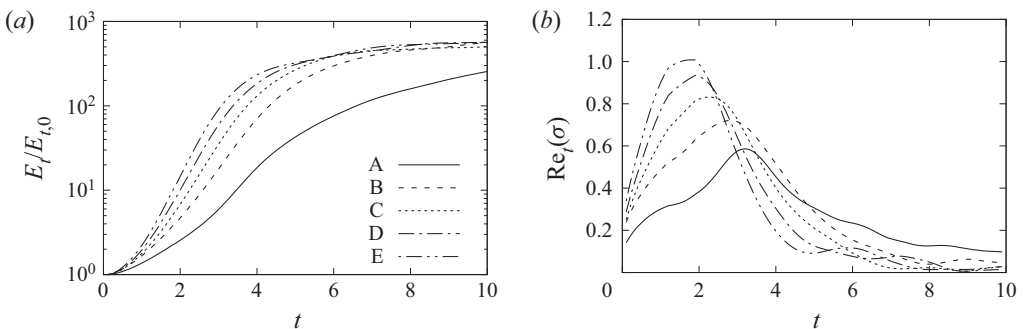 (a)
10^3
10^2
10^1
10^0
E_t/E_{t,0}
A
B
C
D
E
0 2 4 6 8 10
t
(b)
1.2
1.0
0.8
0.6
0.4
0.2
Re_t(σ)
0 2 4 6 8 10
t